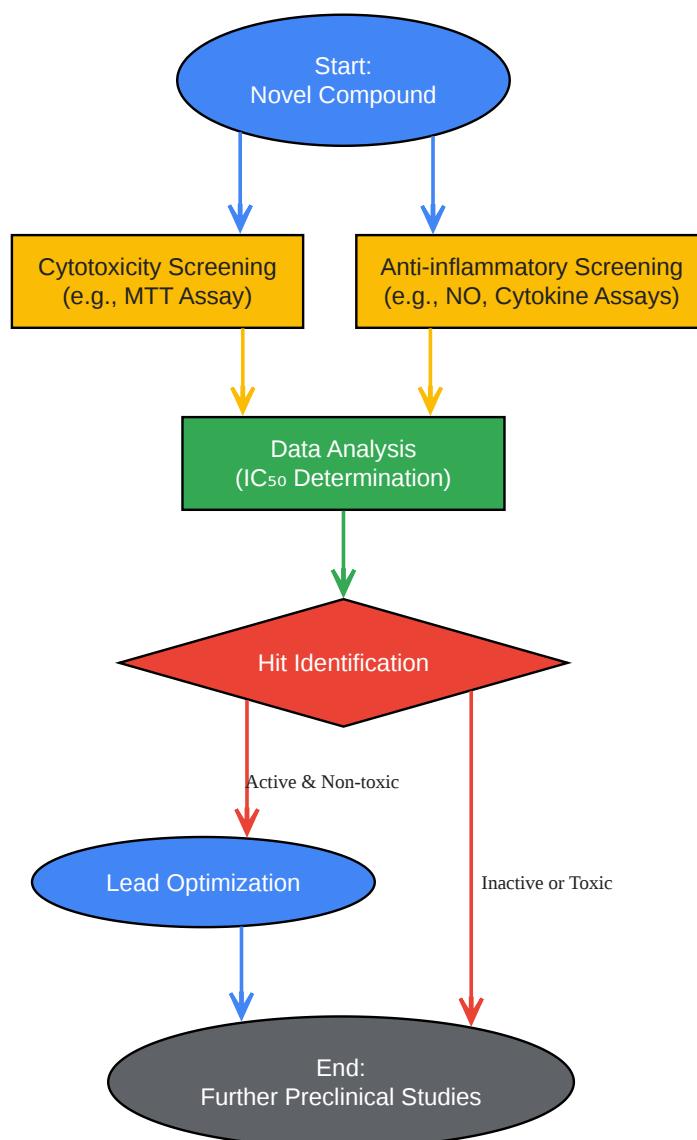 Start:
Novel Compound
Cytotoxicity Screening
(e.g., MTT Assay)
Anti-inflammatory Screening
(e.g., NO, Cytokine Assays)
Data Analysis
(IC₅₀ Determination)
Hit Identification
Active & Non-toxic
Lead Optimization
Inactive or Toxic
End:
Further Preclinical Studies